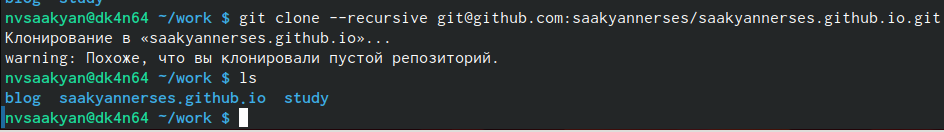 blog study
nvsaakyan@dk4n64 ~/work $ git clone --recursive git@github.com:saakyannerses/saakyannerses.github.io.git
Клонирование в «saakyannerses.github.io»...
warning: Похоже, что вы клонировали пустой репозиторий.
nvsaakyan@dk4n64 ~/work $ ls
blog saakyannerses.github.io study
nvsaakyan@dk4n64 ~/work $